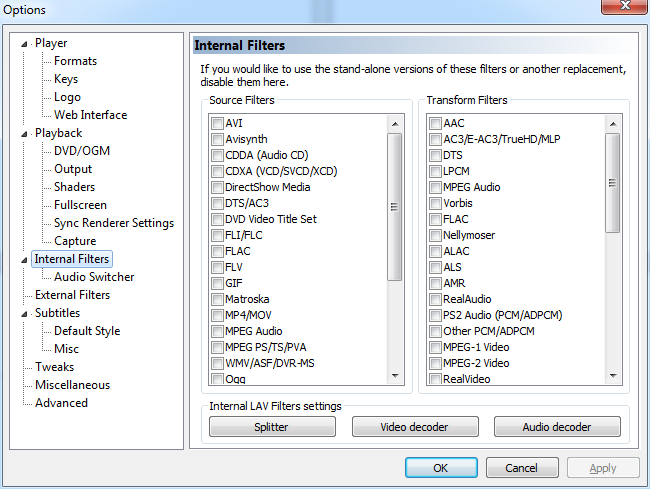 Options
Player
Formats
Keys
Logo
Web Interface
Playback
DVD/OGM
Output
Shaders
Fullscreen
Sync Renderer Settings
Capture
Internal Filters
Audio Switcher
External Filters
Subtitles
Default Style
Misc
Tweaks
Miscellaneous
Advanced
Internal Filters
If you would like to use the stand-alone versions of these filters or another replacement,
disable them here.
Source Filters
AVI
Avisynth
CDDA (Audio CD)
CDXA (VCD/SVCD/XCD)
DirectShow Media
DTS/AC3
DVD Video Title Set
FLI/FLC
FLAC
FLV
GIF
Matroska
MP4/MOV
MPEG Audio
MPEG PS/TS/PVA
WMV/ASF/DVR-MS
Ogg
Transform Filters
AAC
AC3/E-AC3/TrueHD/MLP
DTS
LPCM
MPEG Audio
Vorbis
FLAC
Nellymoser
ALAC
ALS
AMR
RealAudio
PS2 Audio (PCM/ADPCM)
Other PCM/ADPCM
MPEG-1 Video
MPEG-2 Video
RealVideo
Internal LAV Filters settings
Splitter
Video decoder
Audio decoder
OK
Cancel
Apply